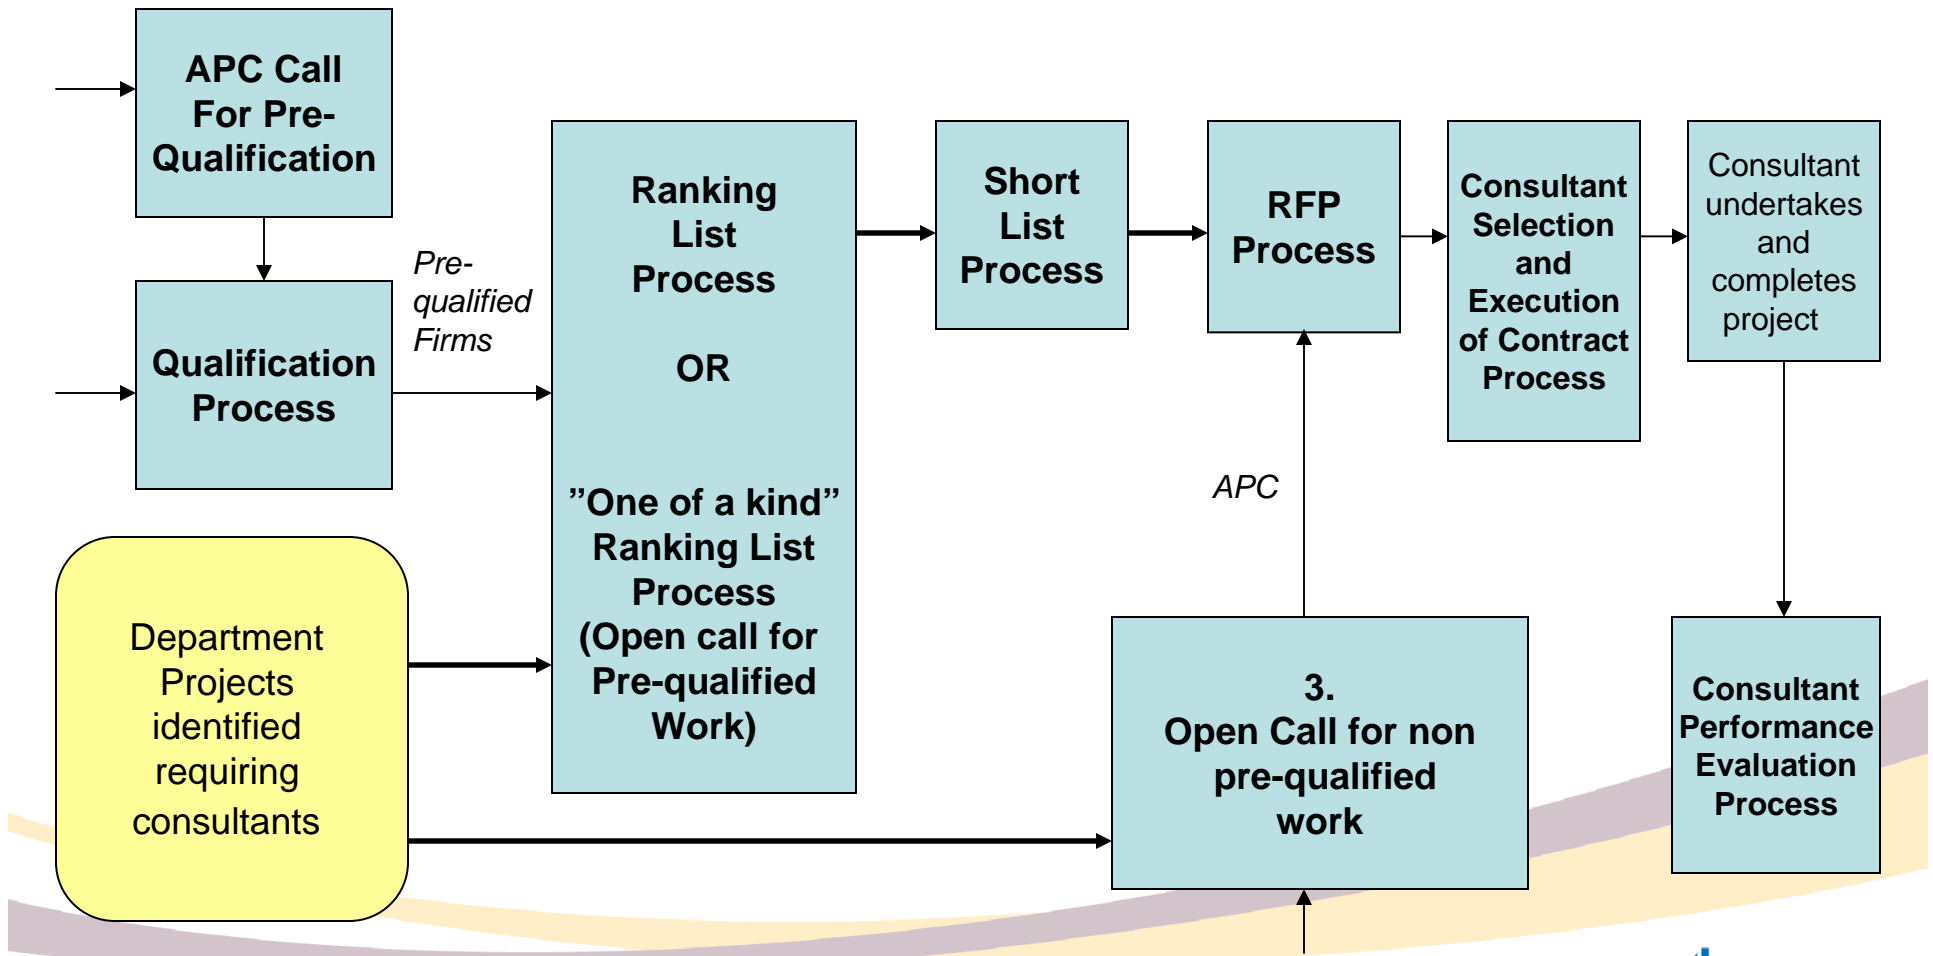 APC Call
For Pre-
Qualification
Qualification
Process
Pre-
qualified
Firms
Department
Projects
identified
requiring
consultants
Ranking
List
Process
OR
”One of a kind”
Ranking List
Process
(Open call for
Pre-qualified
Work)
Short
List
Process
RFP
Process
APC
3.
Open Call for non
pre-qualified
work
Consultant
Selection
and
Execution
of Contract
Process
Consultant
undertakes
and
completes
project
Consultant
Performance
Evaluation
Process